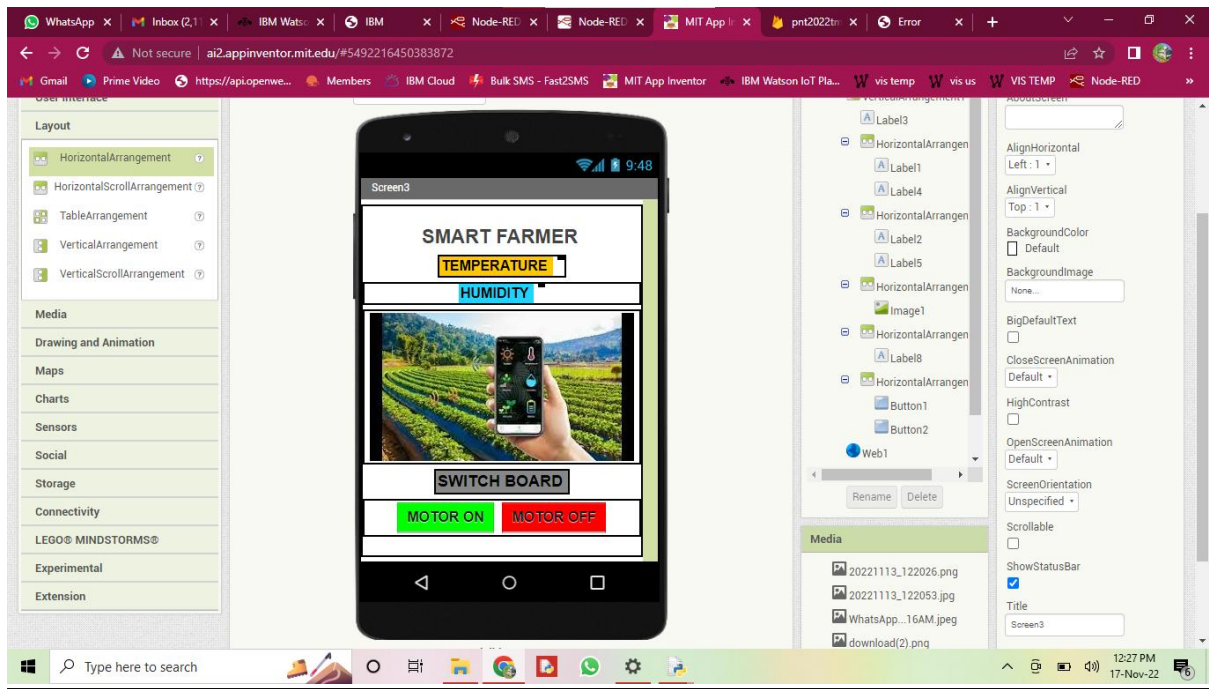 WhatsApp
Inbox (2,1
IBM Wats
IBM
Node-RED
Node-RED
MIT App In
pnt2022tm
Error
Not secure | ai2.appinventor.mit.edu/#5492216450383872
Gmail
Prime Video
https://api.openwe...
Members
IBM Cloud
Bulk SMS - Fast2SMS
MIT App Inventor
IBM Watson IoT Pla...
vis temp
vis us
VIS TEMP
Node-RED
»
User Interface
Layout
HorizontalArrangement
HorizontalScrollArrangement
TableArrangement
VerticalArrangement
VerticalScrollArrangement
Media
Drawing and Animation
Maps
Charts
Sensors
Social
Storage
Connectivity
LEGO® MINDSTORMS®
Experimental
Extension
9:48
Screen3
SMART FARMER
TEMPERATURE
HUMIDITY
SWITCH BOARD
MOTOR ON
MOTOR OFF
VerticalArrangement1
Label3
HorizontalArrangen
Label1
Label4
HorizontalArrangen
Label2
Label5
HorizontalArrangen
Image1
HorizontalArrangen
Label8
HorizontalArrangen
Button1
Button2
Web1
Rename
Delete
Media
20221113_122026.png
20221113_122053.jpg
WhatsApp...16AM.jpeg
download(2).png
AboutScreen
AlignHorizontal
Left : 1
AlignVertical
Top : 1
BackgroundColor
Default
BackgroundImage
None...
BigDefaultText
CloseScreenAnimation
Default
HighContrast
OpenScreenAnimation
Default
ScreenOrientation
Unspecified
Scrollable
ShowStatusBar
Title
Screen3
Type here to search
12:27 PM
17-Nov-22
6